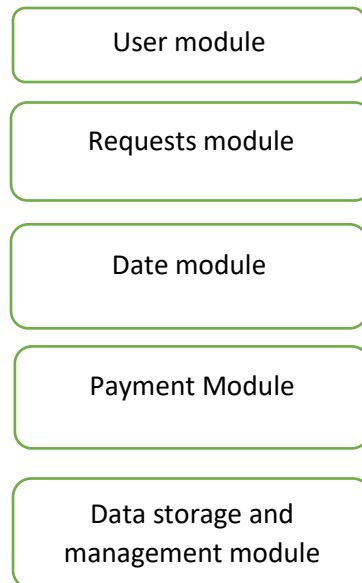 User module
Requests module
Date module
Payment Module
Data storage and
management module